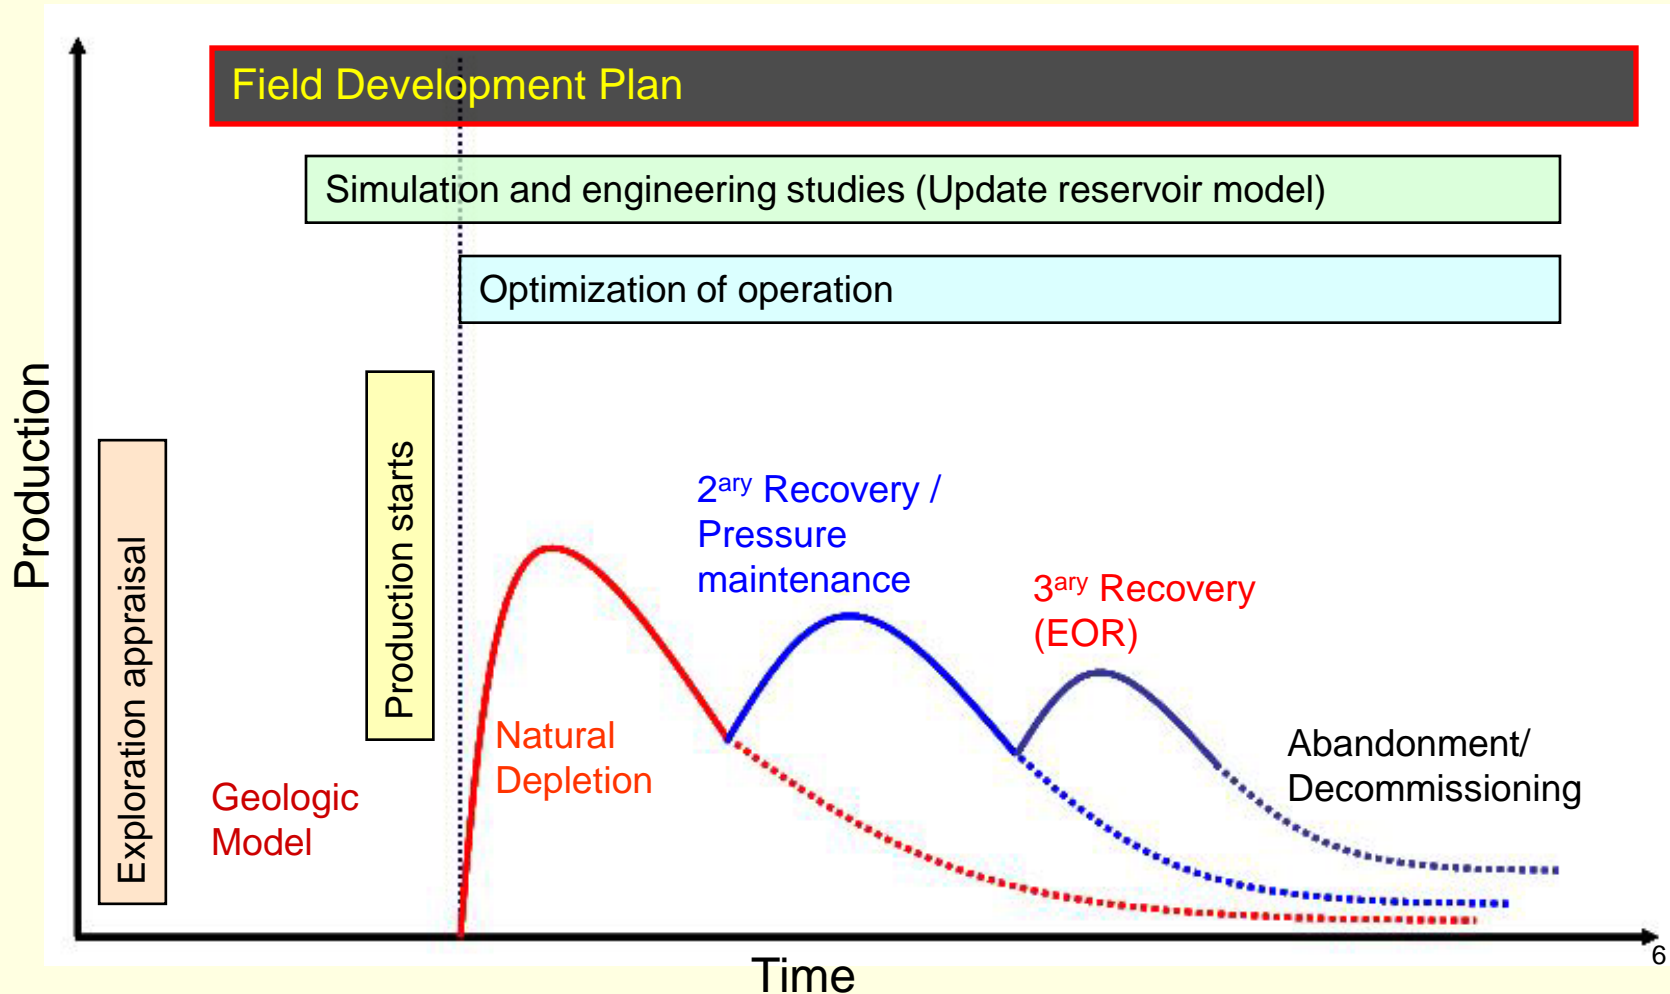 Field Development Plan
Simulation and engineering studies (Update reservoir model)
Optimization of operation
Production
Exploration appraisal
Production starts
Geologic
Model
Natural
Depletion
2ary Recovery /
Pressure
maintenance
3ary Recovery
(EOR)
Abandonment/
Decommissioning
Time
6